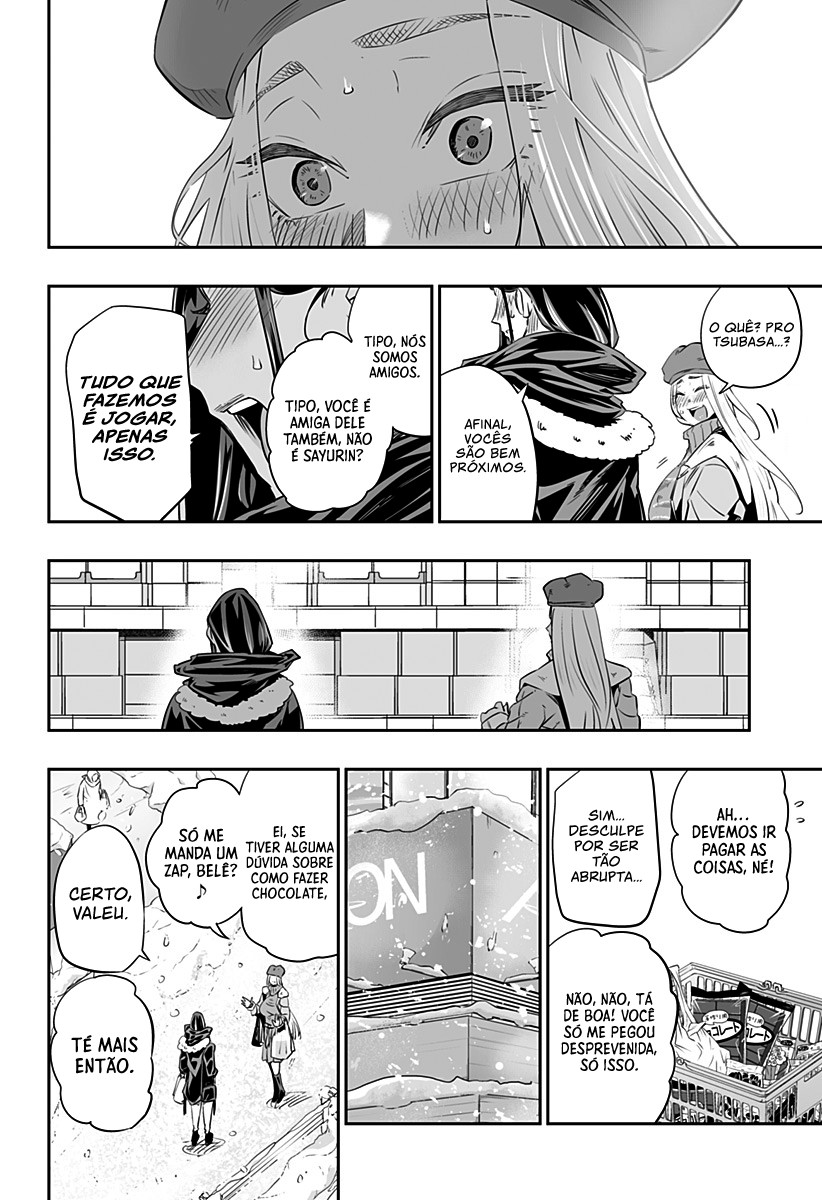 O QUÊ? PRO
TSUBASA...?
AFINAL,
VOCÊS
SÃO BEM
PRÓXIMOS.
TIPO, NÓS
SOMOS
AMIGOS.
TIPO, VOCÊ É
AMIGA DELE
TAMBÉM, NÃO
É SAYURIN?
TUDO QUE
FAZEMOS
É JOGAR,
APENAS
ISSO.
AH...
DEVEMOS IR
PAGAR AS
COISAS, NÉ!
SIM...
DESCULPE
POR SER
TÃO
ABRUPTA...
NÃO, NÃO, TÁ
DE BOA! VOCÊ
SÓ ME PEGOU
DESPREVENIDA,
SÓ ISSO.
ON
EI, SE
TIVER ALGUMA
DÚVIDA SOBRE
COMO FAZER
CHOCOLATE,
SÓ ME
MANDA UM
ZAP, BELÊ?
♪
CERTO,
VALEU.
TÉ MAIS
ENTÃO.